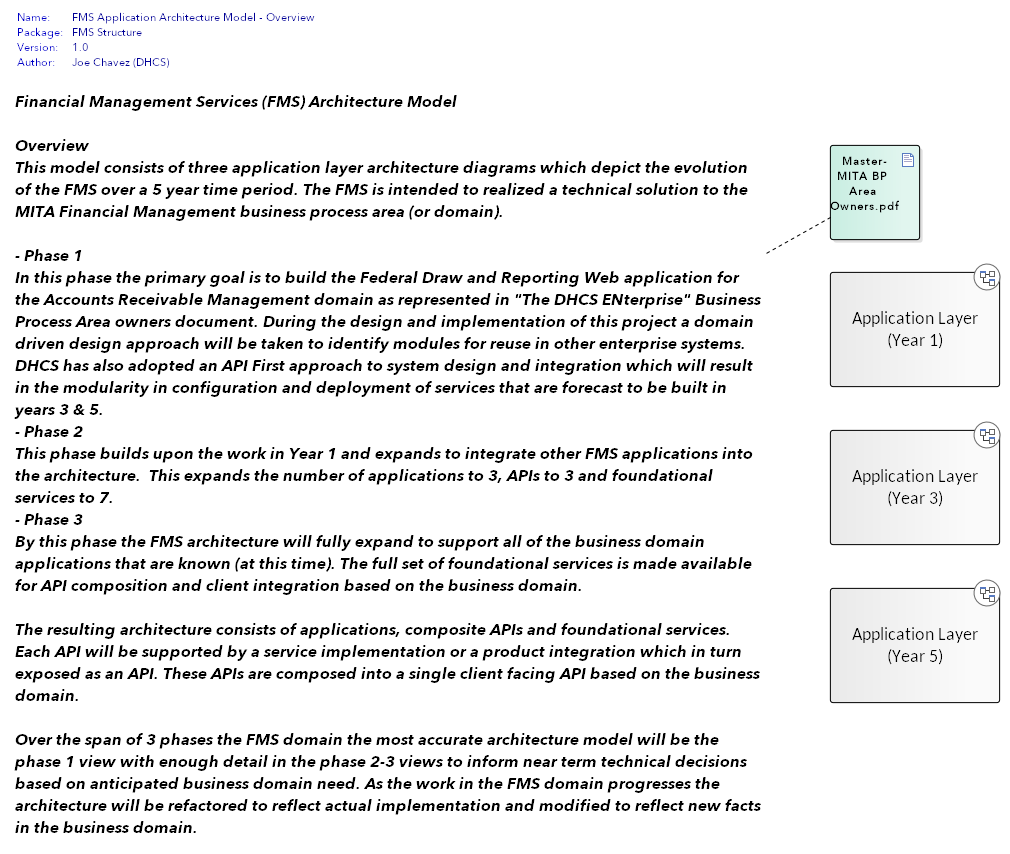 Name: FMS Application Architecture Model - Overview
Package: FMS Structure
Version: 1.0
Author: Joe Chavez (DHCS)
Financial Management Services (FMS) Architecture Model
Overview
This model consists of three application layer architecture diagrams which depict the evolution
of the FMS over a 5 year time period. The FMS is intended to realized a technical solution to the
MITA Financial Management business process area (or domain).
- Phase 1
In this phase the primary goal is to build the Federal Draw and Reporting Web application for
the Accounts Receivable Management domain as represented in "The DHCS ENterprise" Business
Process Area owners document. During the design and implementation of this project a domain
driven design approach will be taken to identify modules for reuse in other enterprise systems.
DHCS has also adopted an API First approach to system design and integration which will result
in the modularity in configuration and deployment of services that are forecast to be built in
years 3 & 5.
- Phase 2
This phase builds upon the work in Year 1 and expands to integrate other FMS applications into
the architecture.  This expands the number of applications to 3, APIs to 3 and foundational
services to 7.
- Phase 3
By this phase the FMS architecture will fully expand to support all of the business domain
applications that are known (at this time). The full set of foundational services is made available
for API composition and client integration based on the business domain.
The resulting architecture consists of applications, composite APIs and foundational services.
Each API will be supported by a service implementation or a product integration which in turn
exposed as an API. These APIs are composed into a single client facing API based on the business
domain.
Over the span of 3 phases the FMS domain the most accurate architecture model will be the
phase 1 view with enough detail in the phase 2-3 views to inform near term technical decisions
based on anticipated business domain need. As the work in the FMS domain progresses the
architecture will be refactored to reflect actual implementation and modified to reflect new facts
in the business domain.
Master-
MITA BP
Area
Owners.pdf
Application Layer
(Year 1)
Application Layer
(Year 3)
Application Layer
(Year 5)